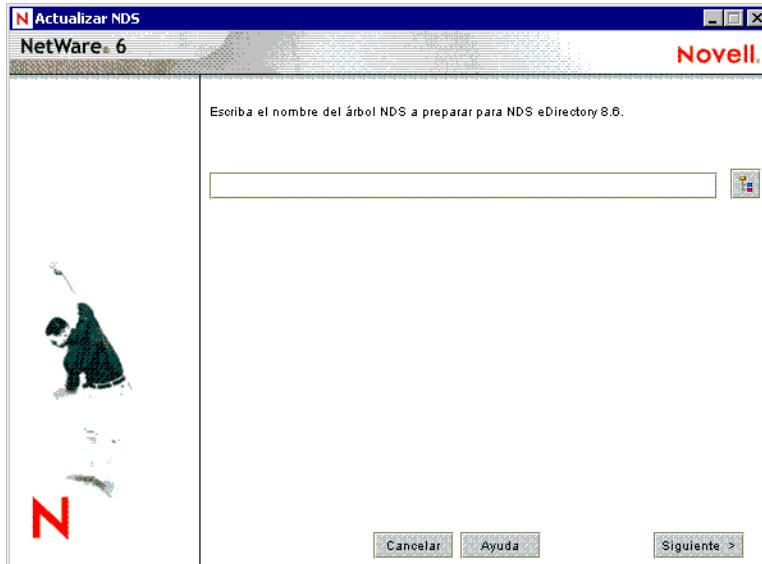 N Actualizar NDS
NetWare® 6
Novell®
Escriba el nombre del árbol NDS a preparar para NDS eDirectory 8.6.
N
Cancelar
Ayuda
Siguiente >